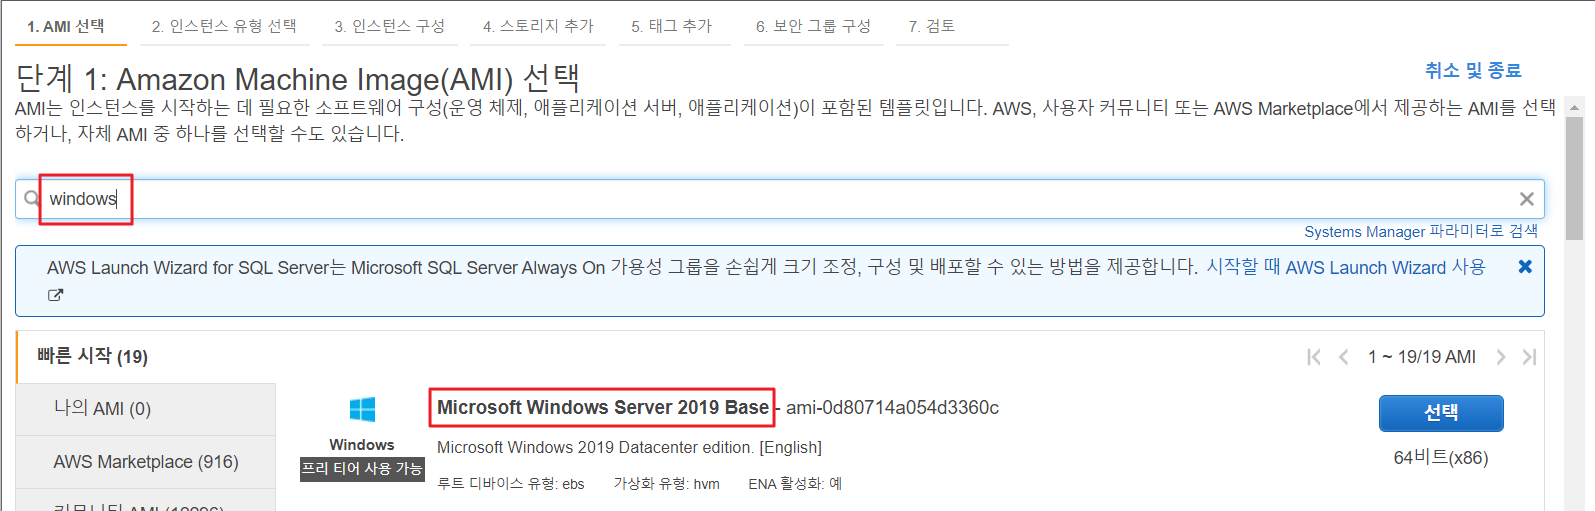 1. AMI 선택 2. 인스턴스 유형 선택 3. 인스턴스 구성 4. 스토리지 추가 5. 태그 추가 6. 보안 그룹 구성 7. 검토
단계 1: Amazon Machine Image(AMI) 선택
취소 및 종료
AMI는 인스턴스를 시작하는 데 필요한 소프트웨어 구성(운영 체제, 애플리케이션 서버, 애플리케이션)이 포함된 템플릿입니다. AWS, 사용자 커뮤니티 또는 AWS Marketplace에서 제공하는 AMI를 선택
하거나, 자체 AMI 중 하나를 선택할 수도 있습니다.
windows
Systems Manager 파라미터로 검색
AWS Launch Wizard for SQL Server는 Microsoft SQL Server Always On 가용성 그룹을 손쉽게 크기 조정, 구성 및 배포할 수 있는 방법을 제공합니다. 시작할 때 AWS Launch Wizard 사용
빠른 시작 (19)
1 ~ 19/19 AMI
나의 AMI (0)
AWS Marketplace (916)
Windows
프리 티어 사용 가능
Microsoft Windows Server 2019 Base - ami-0d80714a054d3360c
Microsoft Windows 2019 Datacenter edition. [English]
루트 디바이스 유형: ebs 가상화 유형: hvm ENA 활성화: 예
선택
64비트(x86)